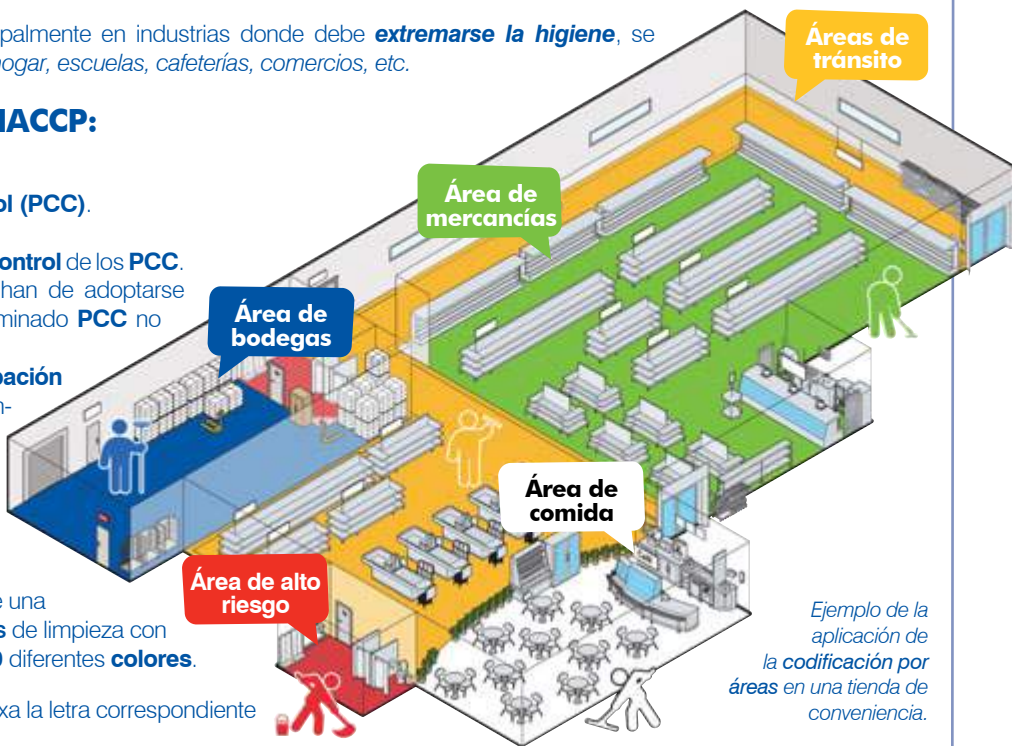 palmente en industrias donde debe extremarse la higiene, se
hogar, escuelas, cafeterías, comercios, etc.
HACCP:
ol (PCC).
ontrol de los PCC.
han de adoptarse
minado PCC no
pación
n-
e una
s de limpieza con
0 diferentes colores.
xa la letra correspondiente
Áreas de
tránsito
Área de
mercancías
Área de
bodegas
Área de
comida
Área de alto
riesgo
Ejemplo de la
aplicación de
la codificación por
áreas en una tienda de
conveniencia.